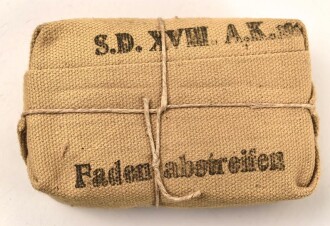 S.D. XVIII. A.K.
Faden abstreifen